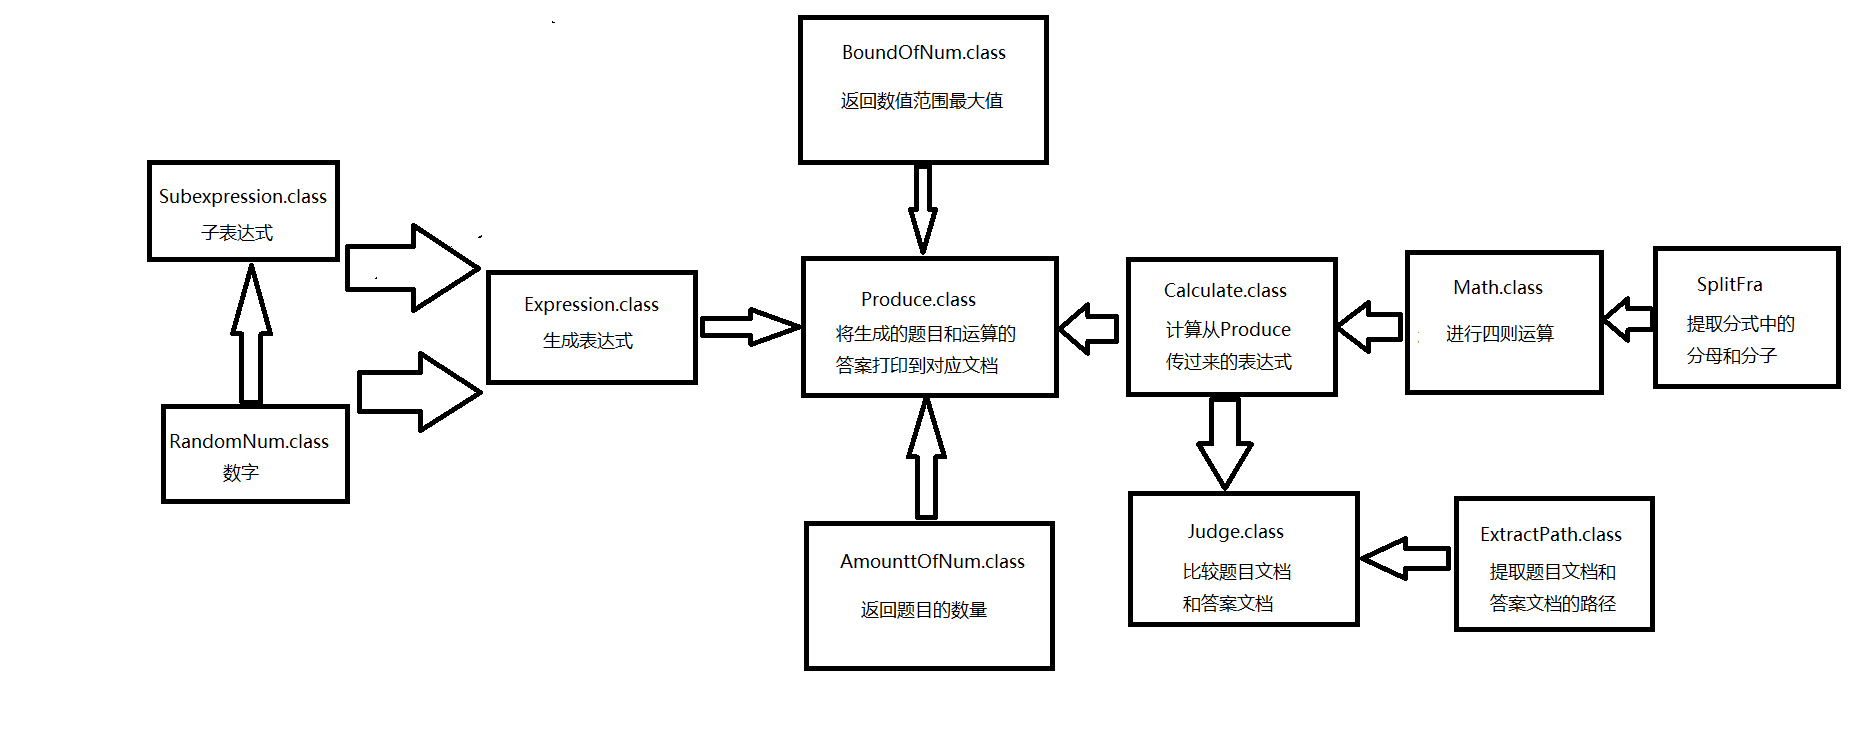 BoundOfNum.class
返回数值范围最大值
Subexpression.class
子表达式
Expression.class
生成表达式
RandomNum.class
数字
Produce.class
将生成的题目和运算的
答案打印到对应文档
Calculate.class
计算从Produce
传过来的表达式
Math.class
进行四则运算
SplitFra
提取分式中的
分母和分子
AmounttOfNum.class
返回题目的数量
Judge.class
比较题目文档
和答案文档
ExtractPath.class
提取题目文档和
答案文档的路径